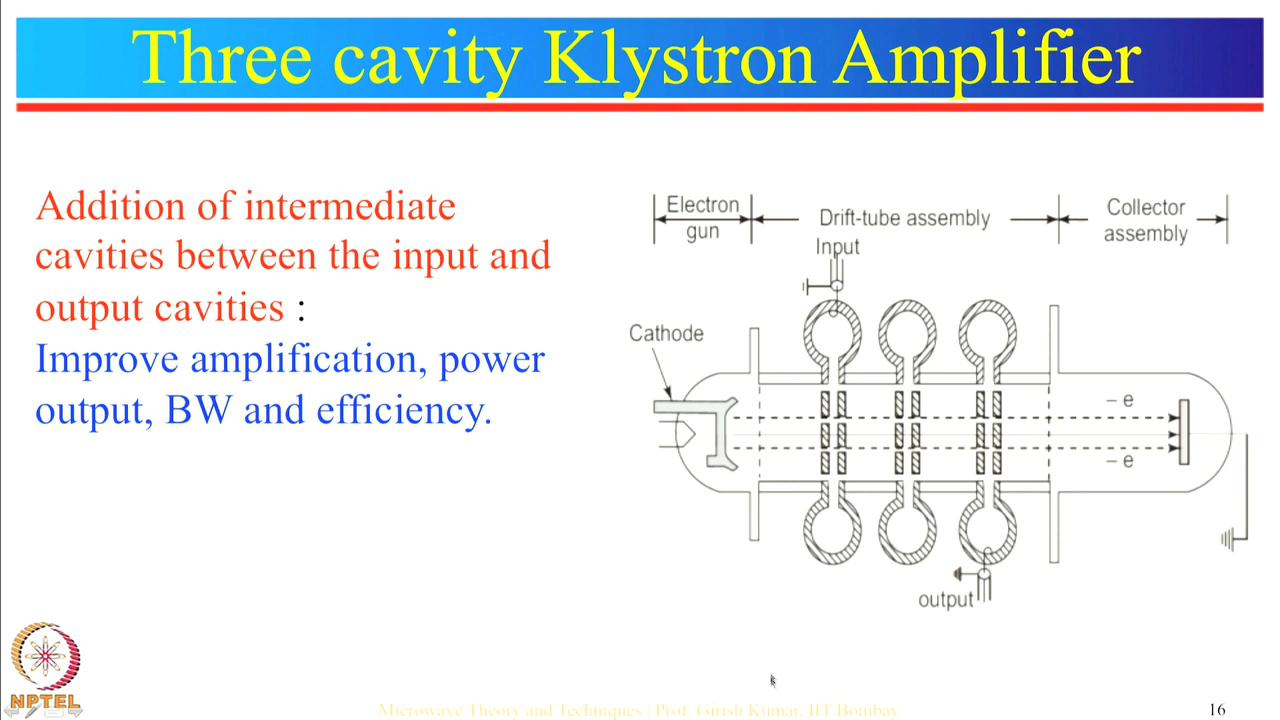 Three cavity Klystron Amplifier
Addition of intermediate
cavities between the input and
output cavities :
Improve amplification, power
output, BW and efficiency.
Electron
gun
Drift-tube assembly
Collector
assembly
Input
Cathode
– e
– e
output
NPTEL
Microwave Theory and Techniques | Prof. Girish Kumar, IIT Bombay
16